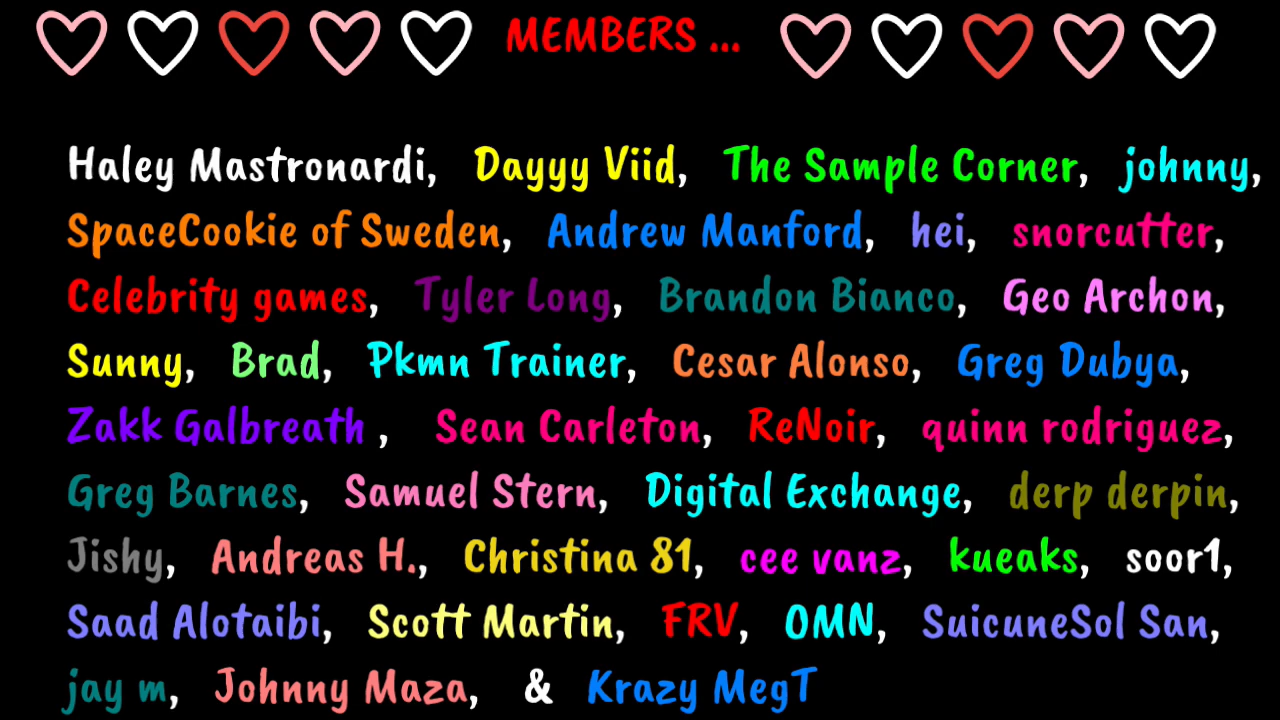 MEMBERS ...
Haley Mastronardi, Dayyy Viid, The Sample Corner, johnny,
SpaceCookie of Sweden, Andrew Manford, hei, snorcutter,
Celebrity games, Tyler Long, Brandon Bianco, Geo Archon,
Sunny, Brad, Pkmn Trainer, Cesar Alonso, Greg Dubya,
Zakk Galbreath , Sean Carleton, ReNoir, quinn rodriguez,
Greg Barnes, Samuel Stern, Digital Exchange, derp derpin,
Jishy, Andreas H., Christina 81, cee vanz, kueaks, soor1,
Saad Alotaibi, Scott Martin, FRV, OMN, SuicuneSol San,
jay m, Johnny Maza, & Krazy MegT